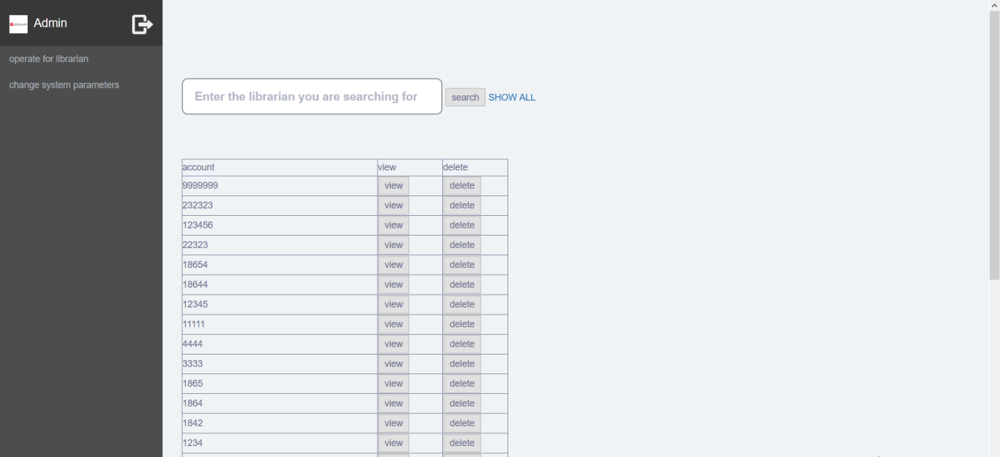 Admin
operate for librarian
change system parameters
Enter the librarian you are searching for search SHOW ALL
account view delete
9999999 view delete
232323 view delete
123456 view delete
22323 view delete
18654 view delete
18644 view delete
12345 view delete
11111 view delete
4444 view delete
3333 view delete
1865 view delete
1864 view delete
1842 view delete
1234 view delete